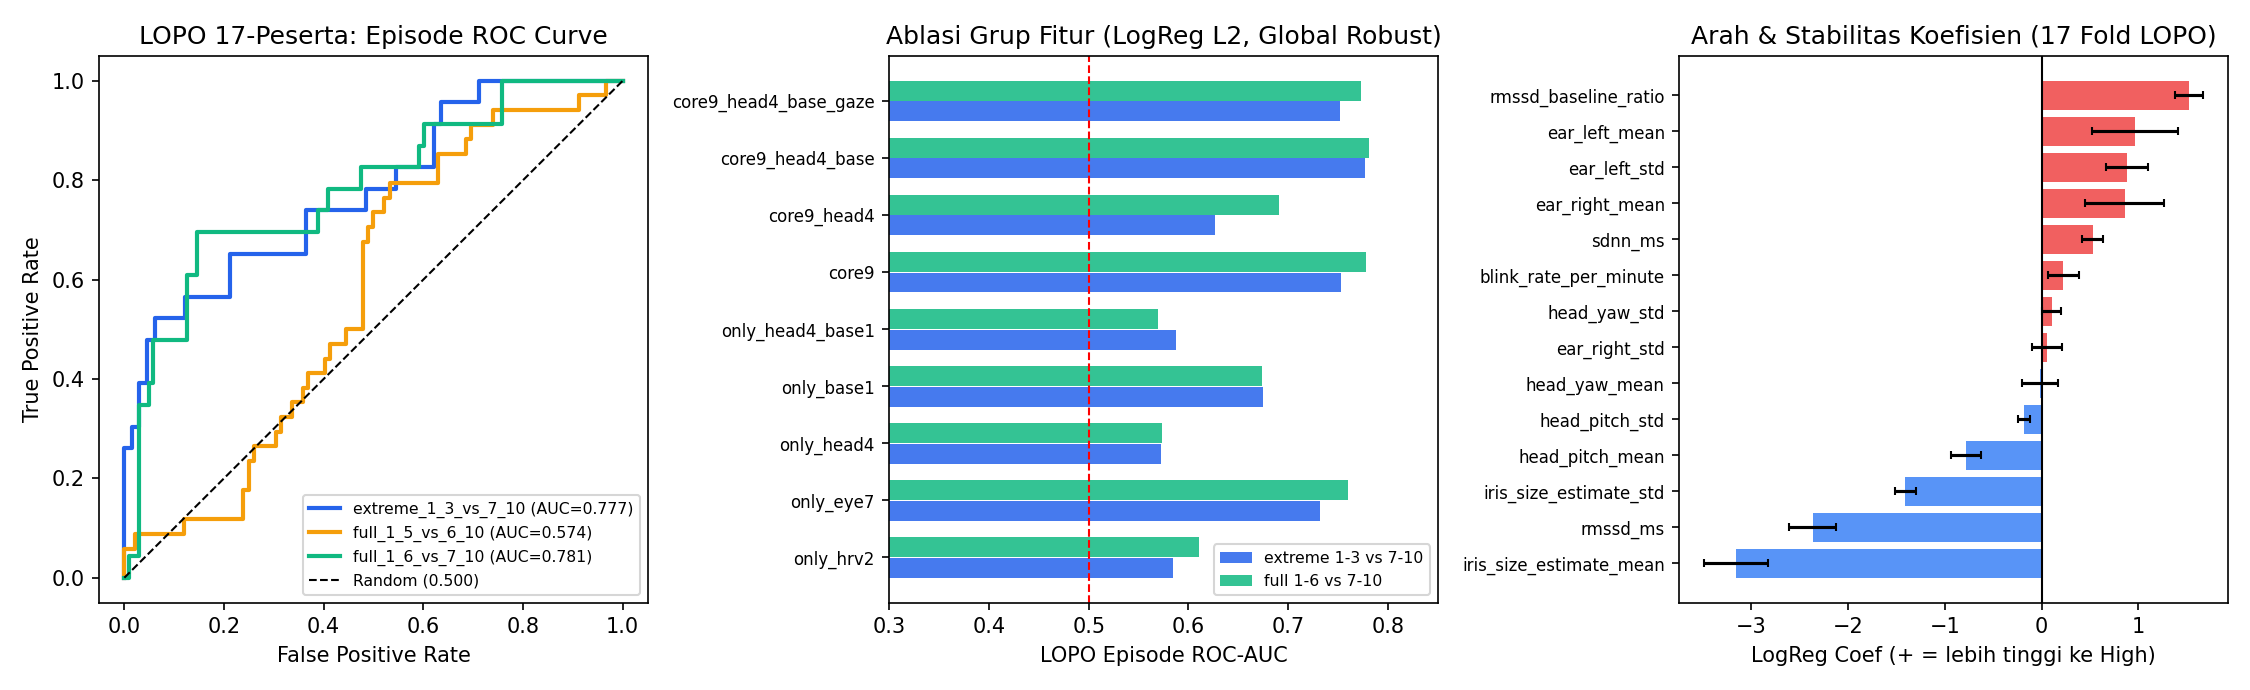 LOPO 17-Peserta: Episode ROC Curve
True Positive Rate
1.0
0.8
0.6
0.4
0.2
0.0
extreme_1_3_vs_7_10 (AUC=0.777)
full_1_5_vs_6_10 (AUC=0.574)
full_1_6_vs_7_10 (AUC=0.781)
Random (0.500)
0.0 0.2 0.4 0.6 0.8 1.0
False Positive Rate
Ablasi Grup Fitur (LogReg L2, Global Robust)
core9_head4_base_gaze
core9_head4_base
core9_head4
core9
only_head4_base1
only_base1
only_head4
only_eye7
only_hrv2
extreme 1-3 vs 7-10
full 1-6 vs 7-10
0.3 0.4 0.5 0.6 0.7 0.8
LOPO Episode ROC-AUC
Arah & Stabilitas Koefisien (17 Fold LOPO)
rmssd_baseline_ratio
ear_left_mean
ear_left_std
ear_right_mean
sdnn_ms
blink_rate_per_minute
head_yaw_std
ear_right_std
head_yaw_mean
head_pitch_std
head_pitch_mean
iris_size_estimate_std
rmssd_ms
iris_size_estimate_mean
−3 −2 −1 0 1
LogReg Coef (+ = lebih tinggi ke High)